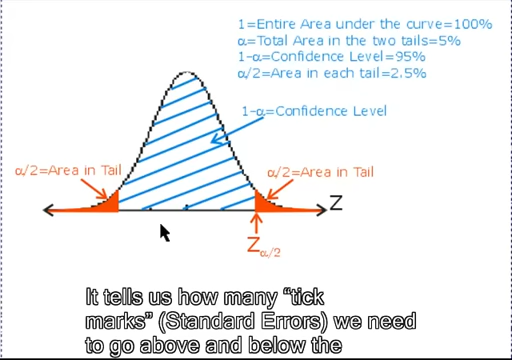 1=Entire Area under the curve=100%
α=Total Area in the two tails=5%
1-α=Confidence Level=95%
α/2=Area in each tail=2.5%
1-α=Confidence Level
α/2=Area in Tail
α/2=Area in Tail
Z
Zα/2
It tells us how many “tick
marks” (Standard Errors) we need
to go above and below the